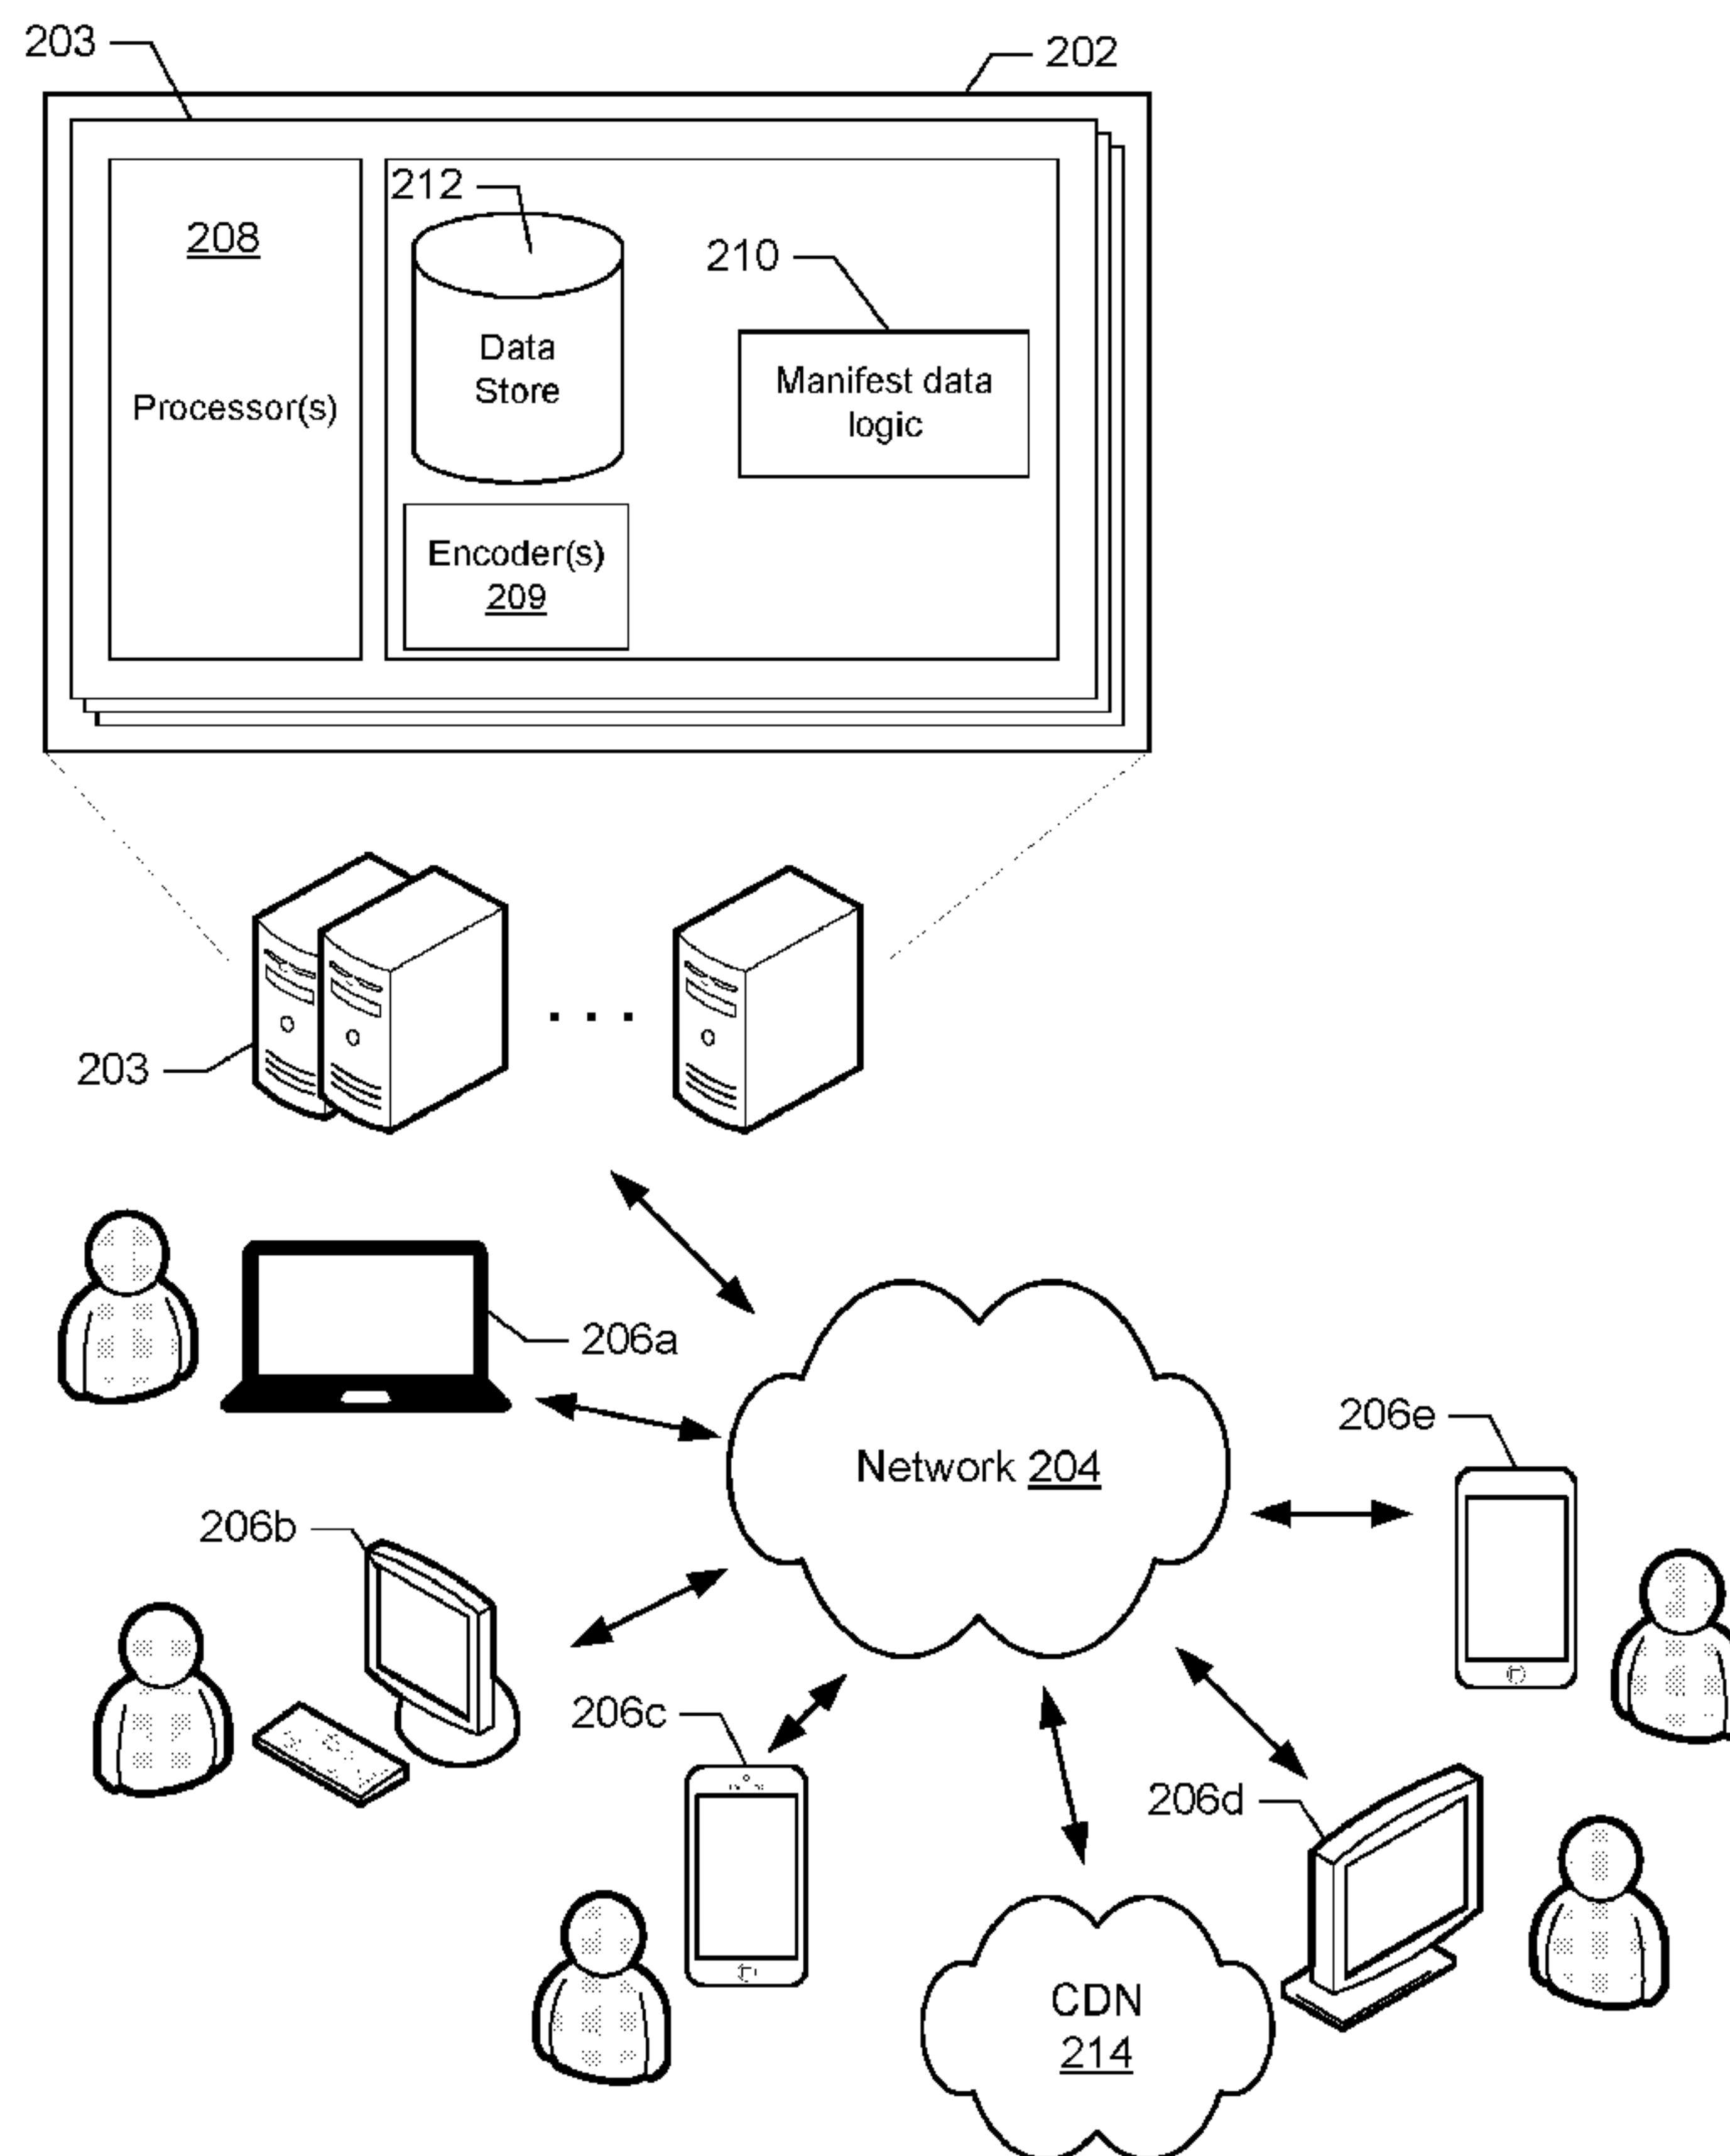 203
202
212
208
210
Data
Store
Manifest data
logic
Processor(s)
Encoder(s)
209
203
206a
206e
Network 204
206b
206c
206d
CDN
214